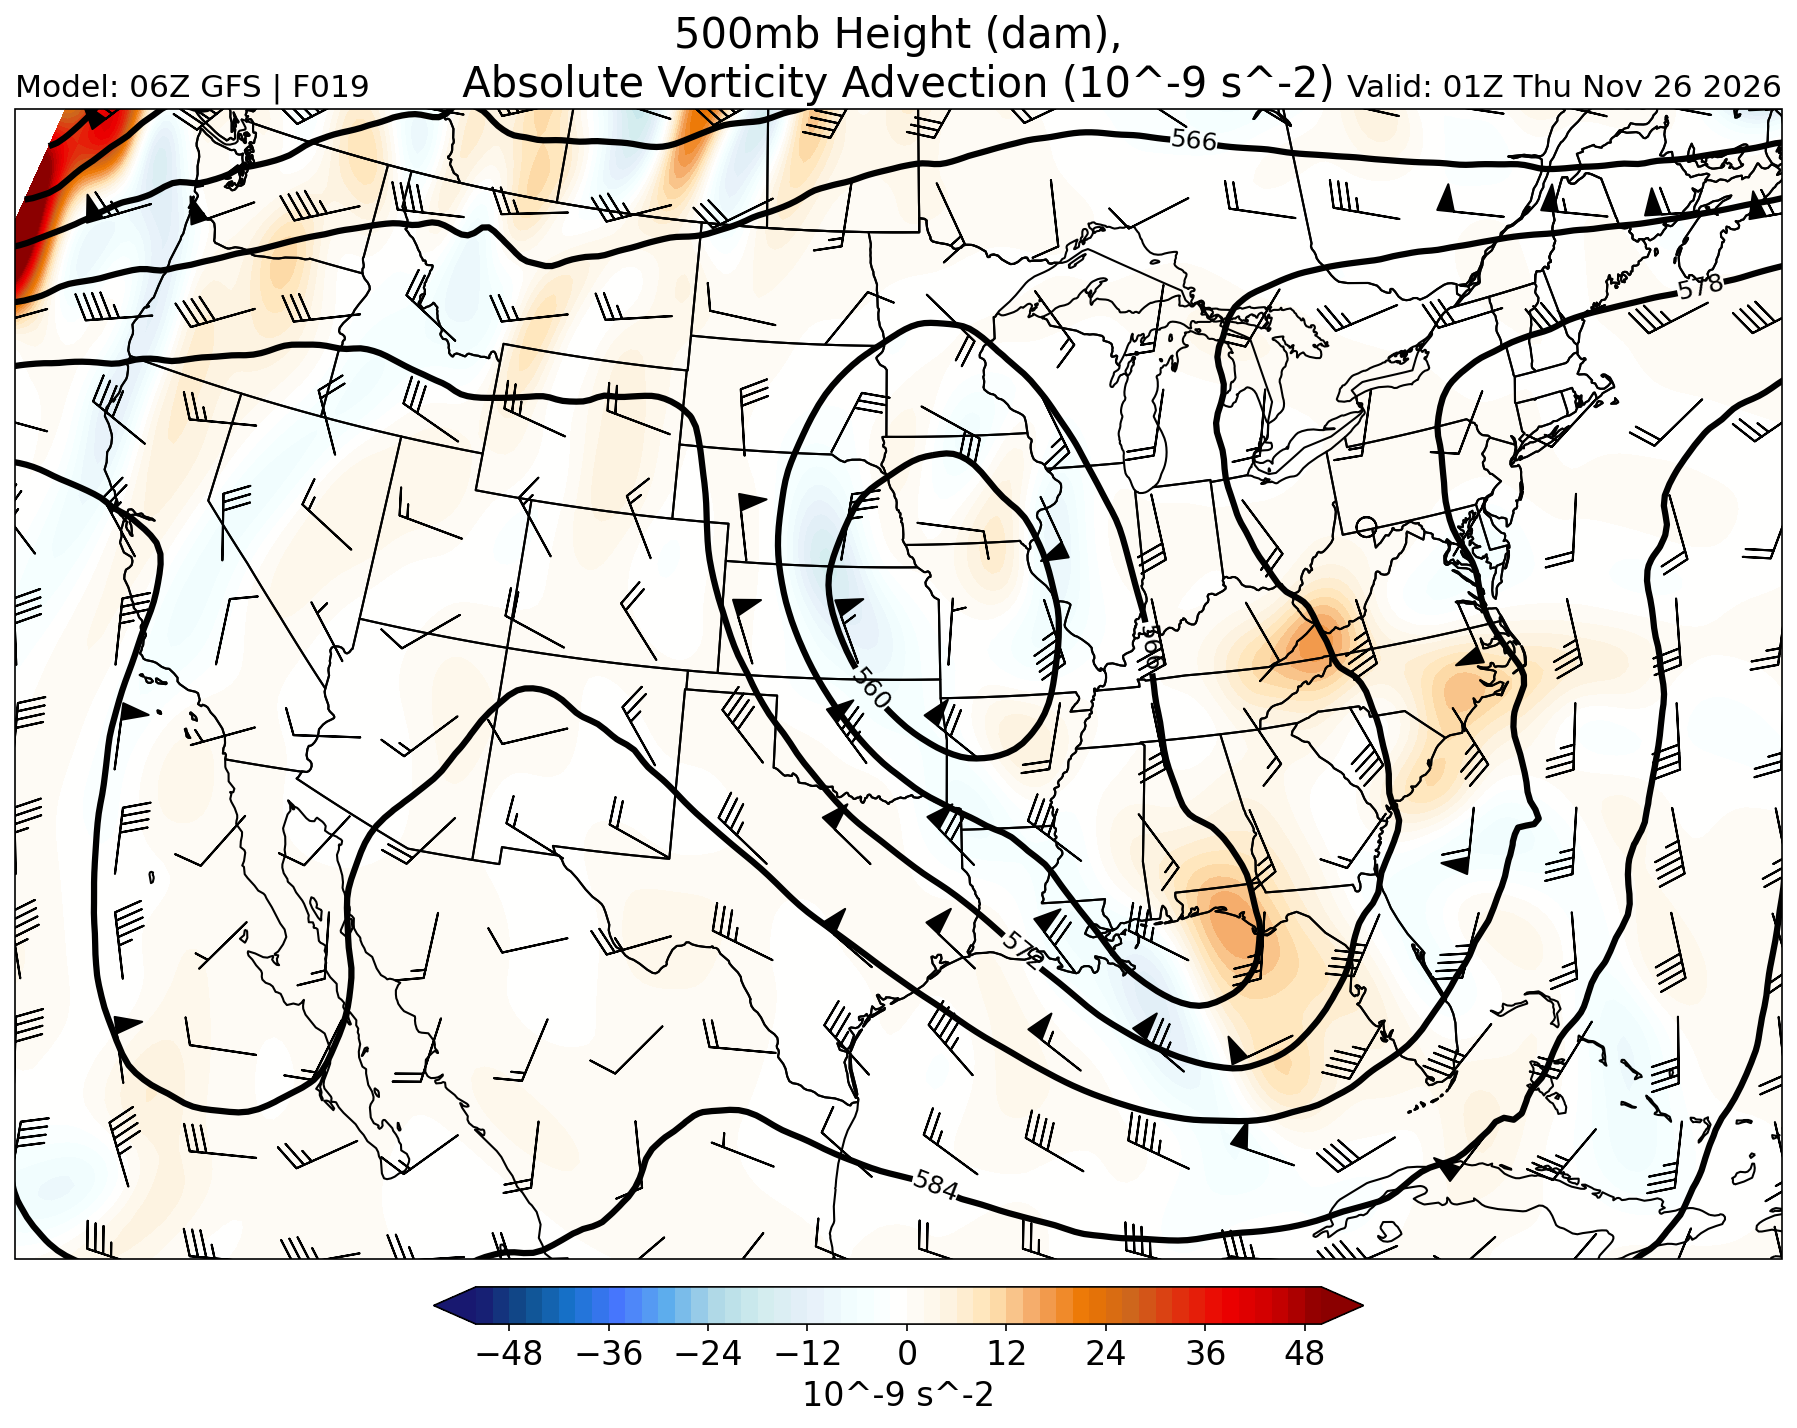 500mb Height (dam),
Model: 06Z GFS | F019 Absolute Vorticity Advection (10^-9 s^-2) Valid: 01Z Thu Nov 26 2026
566
578
566
560
572
584
−48 −36 −24 −12 0 12 24 36 48
10^-9 s^-2